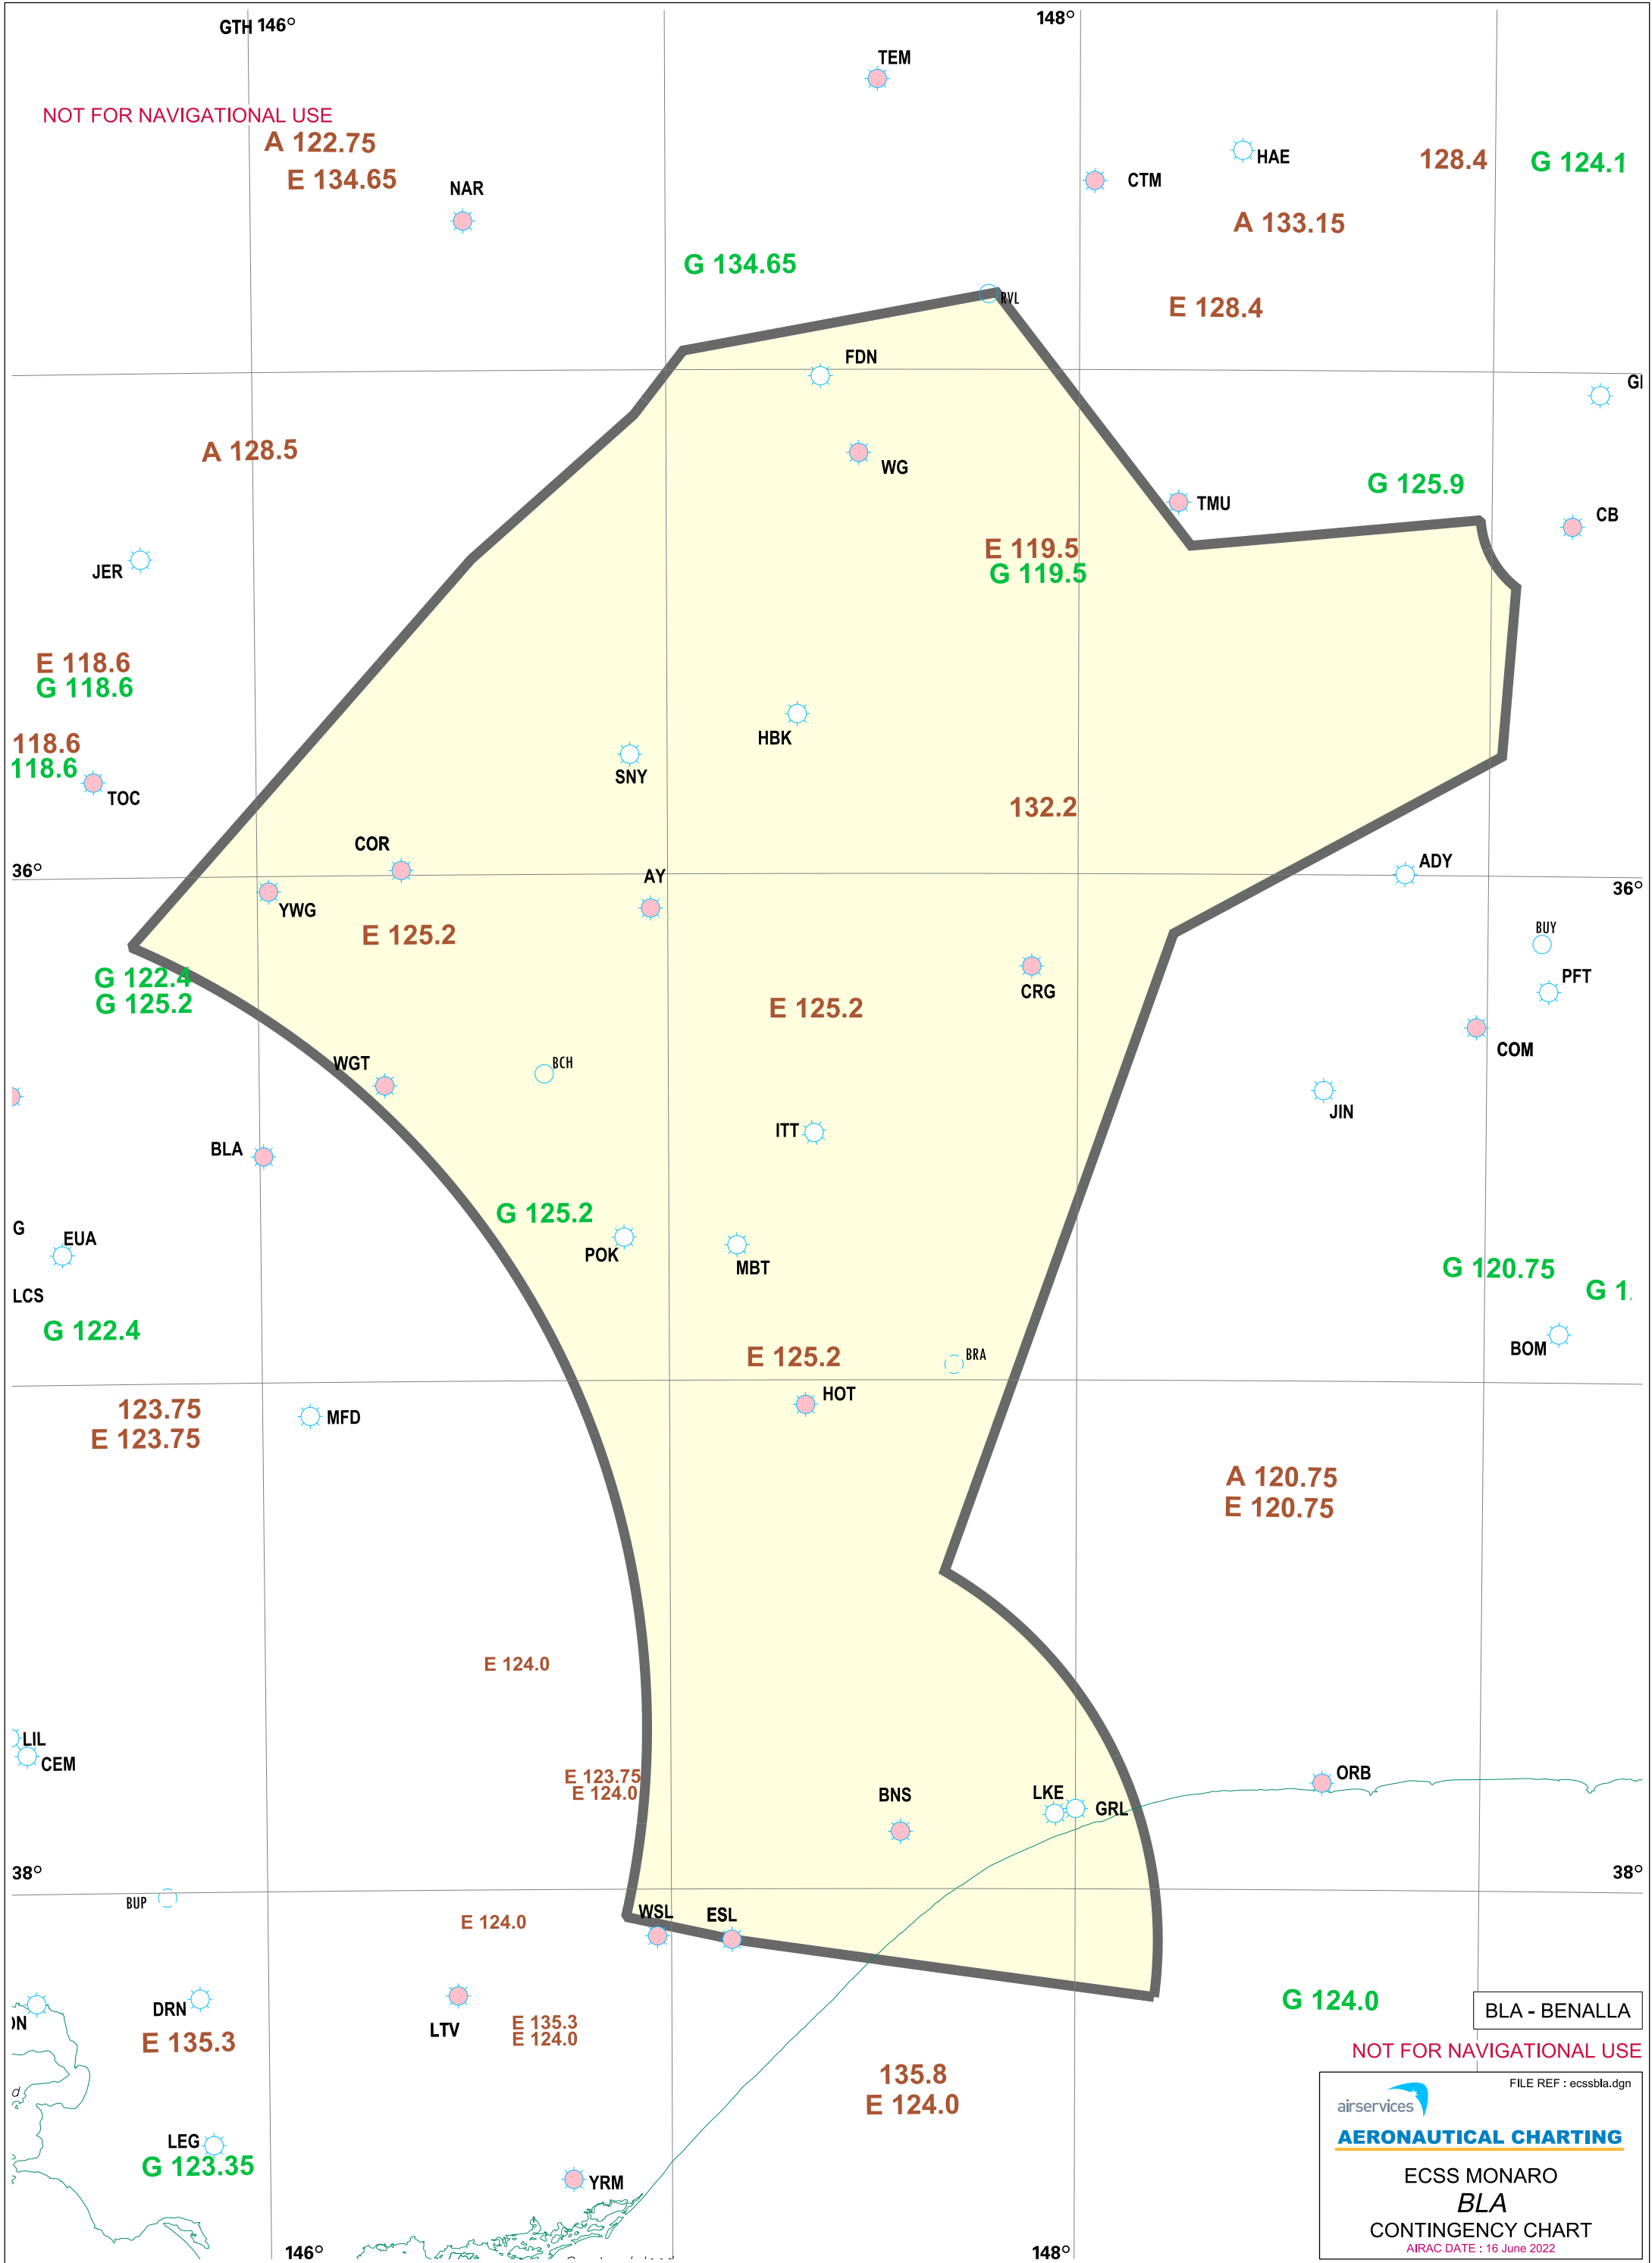 GTH 146°
148°
TEM
NOT FOR NAVIGATIONAL USE
A 122.75
E 134.65
NAR
CTM
HAE
128.4
G 124.1
A 133.15
G 134.65
E 128.4
RVL
FDN
A 128.5
WG
G 125.9
TMU
CB
E 119.5
G 119.5
JER
E 118.6
G 118.6
118.6
118.6
TOC
HBK
SNY
132.2
COR
36°
AY
ADY
36°
YWG
E 125.2
BUY
G 122.4
G 125.2
PFT
CRG
E 125.2
COM
WGT
BCH
JIN
ITT
BLA
G 125.2
G
EUA
POK
MBT
G 120.75
LCS
G 122.4
BOM
E 125.2
BRA
HOT
123.75
E 123.75
MFD
A 120.75
E 120.75
E 124.0
LIL
CEM
E 123.75
E 124.0
BNS
LKE
GRL
ORB
38°
38°
BUP
E 124.0
WSL
ESL
G 124.0
DRN
LTV
E 135.3
E 124.0
E 135.3
BLA - BENALLA
NOT FOR NAVIGATIONAL USE
135.8
E 124.0
FILE REF : ecssbla.dgn
airservices
AERONAUTICAL CHARTING
LEG
G 123.35
YRM
ECSS MONARO
BLA
CONTINGENCY CHART
AIRAC DATE : 16 June 2022
146°
148°